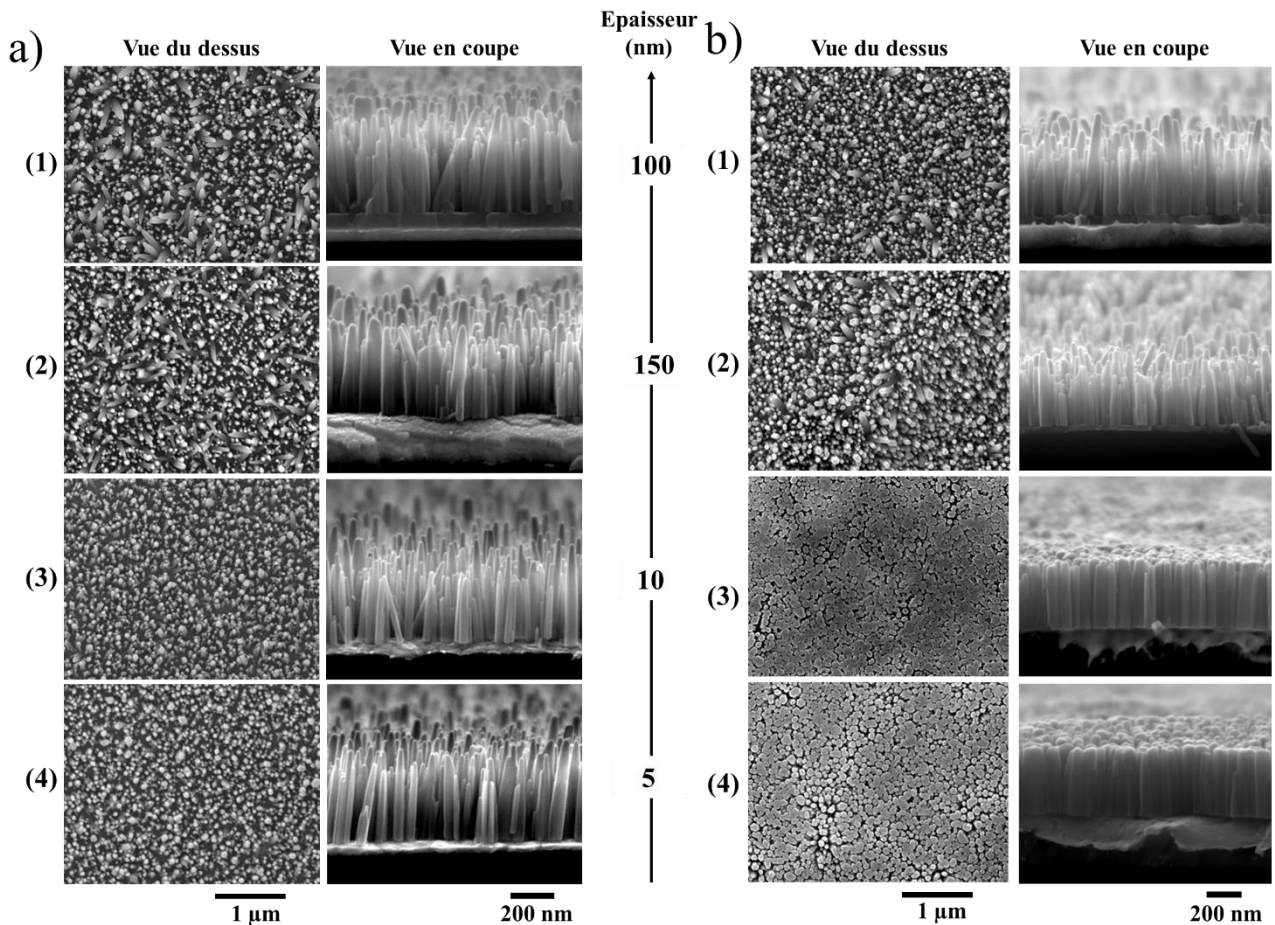 a)
Vue du dessus
Vue en coupe
Epaisseur
(nm)
b)
Vue du dessus
Vue en coupe
(1)
100
(1)
(2)
150
(2)
(3)
10
(3)
(4)
5
(4)
1 µm
200 nm
1 µm
200 nm